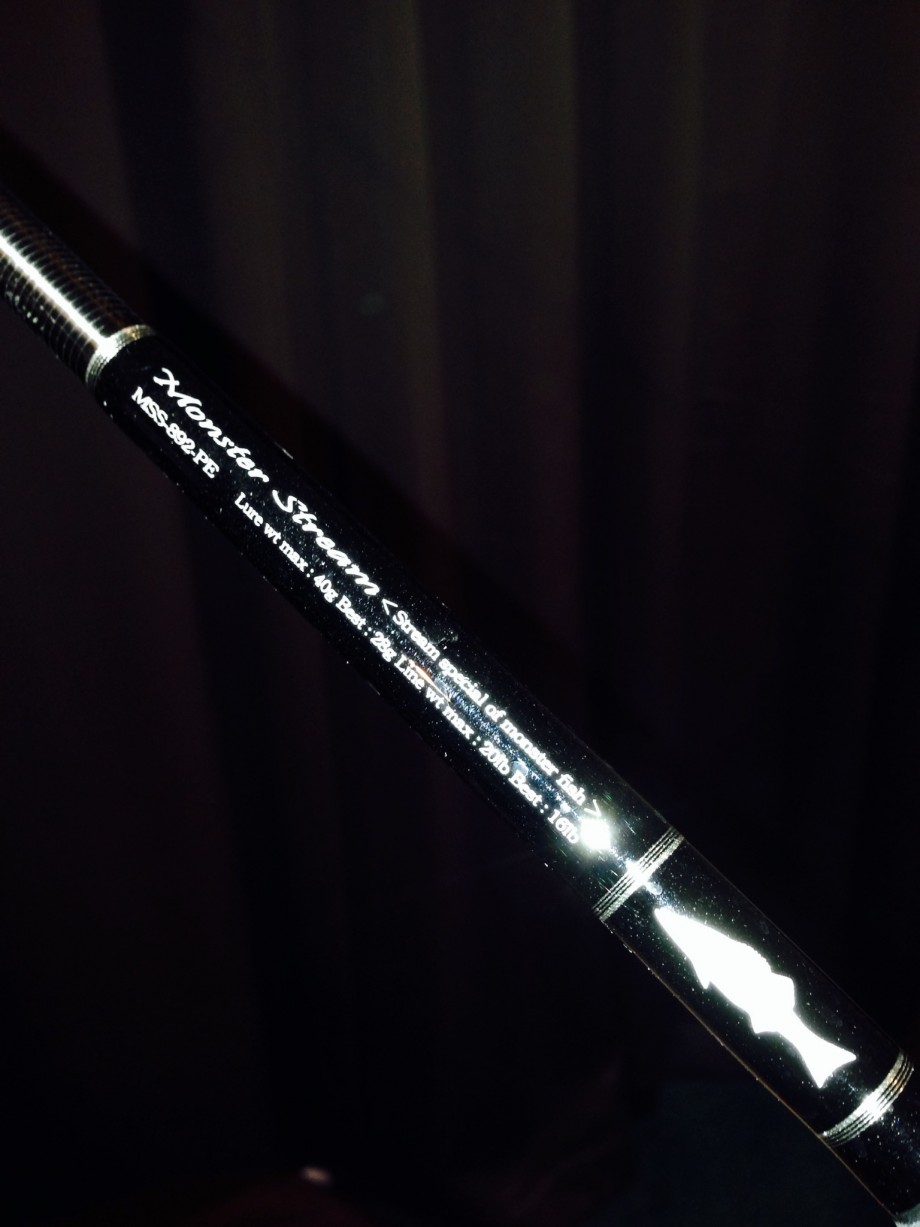 Monster Stream < Stream special of monster fish >
MSS-892-PE Lure wt max : 40g Best : 28g Line wt max : 20lb Best : 16lb